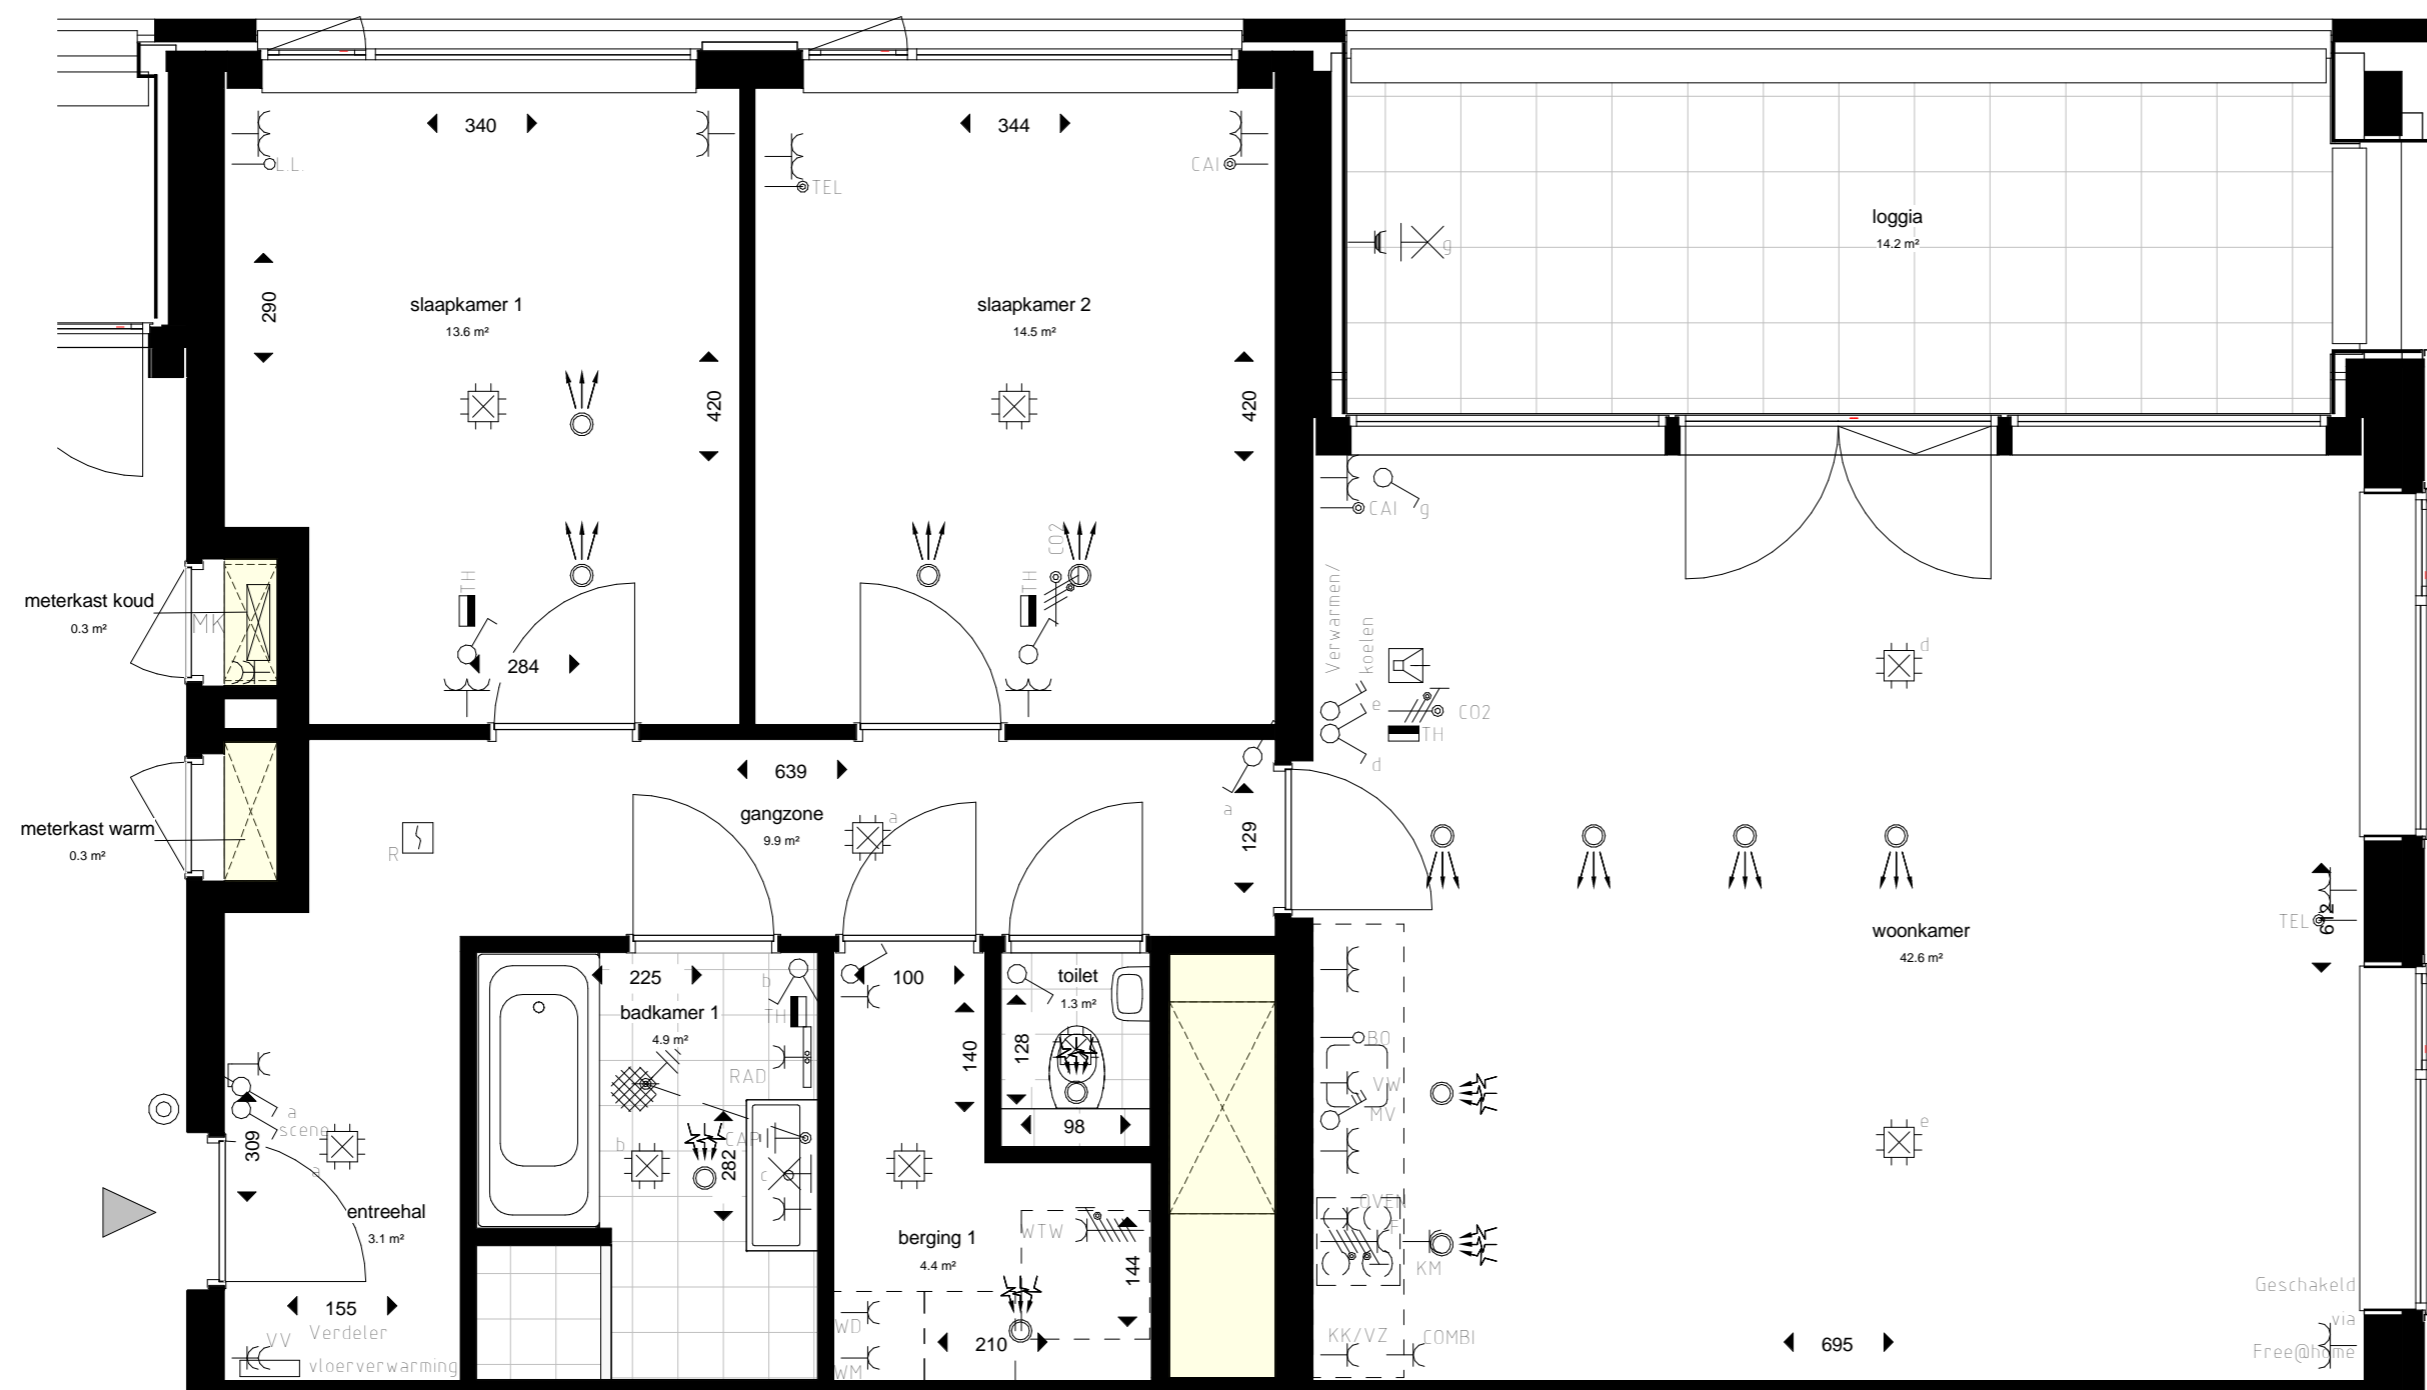 340
344
L.L.
TEL
CAI
loggia
14.2 m²
g
290
slaapkamer 1
13.6 m²
slaapkamer 2
14.5 m²
420
420
CAI
g
meterkast koud
0.3 m²
MK
TH
284
TH
CO2
Verwarmen/
koelen
e
d
CO2
TH
d
639
gangzone
9.9 m²
a
a
129
meterkast warm
0.3 m²
R
TEL
612
woonkamer
42.6 m²
225
badkamer 1
4.9 m²
b
TH
RAD
100
140
toilet
1.3 m²
128
98
BO
VW
MV
a
scene
a
309
entreehal
3.1 m²
b
CAP
282
c
berging 1
4.4 m²
WTW
144
OVEN
F
KM
e
155
VV
Verdeler
vloerverwarming
WD
WM
210
KK/VZ
COMBI
695
Geschakeld
via
Free@home